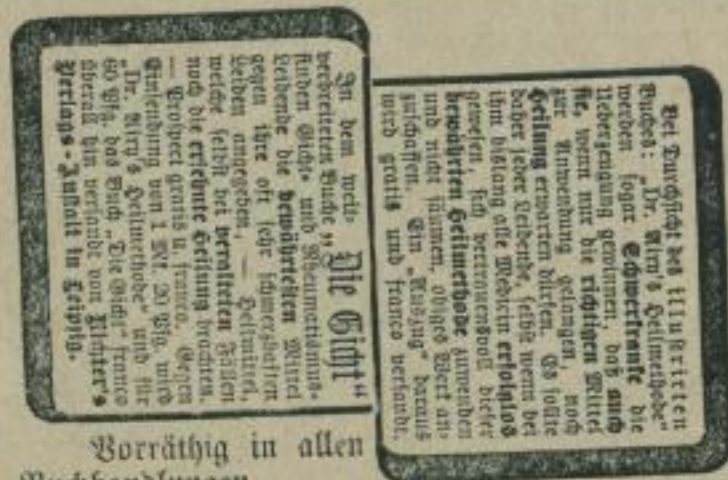 Bei Durchsicht des illustrirten
Buches: „Dr. Airy's Heilmethode“
werden sogar Schwerkranke die
Ueberzeugung gewinnen, daß auch
sie, wenn nur die richtigen Mittel
zur Anwendung gelangen, noch
Heilung erwarten dürfen. Es sollte
daher jeder Leidende, selbst wenn bei
ihm bislang alle Medicin erfolglos
gewesen, sich vertrauensvoll dieser
bewährten Heilmethode zuwenden
und nicht säumen, obiges Werk an-
zuschaffen. Ein „Auszug“ daraus
wird gratis und franco versandt.
In dem weit- „Die Gicht“
verbreiteten Buche
finden Gicht- und Rheumatismus-
Leidende die bewährtesten Mittel
gegen ihre oft sehr schmerzhaften
Leiden angegeben, — Heilmittel,
welche selbst bei veralteten Fällen
noch die ersehnte Heilung brachten.
— Prospect gratis u. franco. Gegen
Einsendung von 1 Mk. 20 Pfg. wird
„Dr. Airy's Heilmethode“ und für
60 Pfg. das Buch „Die Gicht“ franco
überall hin versandt von Richter's
Verlags-Anstalt in Leipzig.
Vorräthig in allen
Buchhandlungen